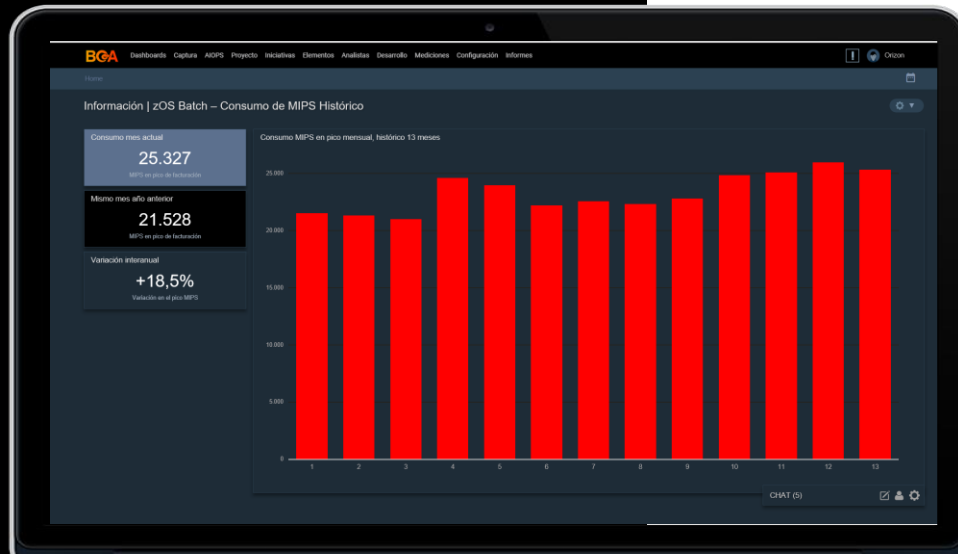 BOA Dashboards Captura AIOPS Proyecto Iniciativas Elementos Analistas Desarrollo Mediciones Configuración Informes Orizon
Home
Información | zOS Batch – Consumo de MIPS Histórico
Consumo mes actual
25.327
MIPS en pico de facturación
Mismo mes año anterior
21.528
MIPS en pico de facturación
Variación interanual
+18,5%
Variación en el pico MIPS
Consumo MIPS en pico mensual, histórico 13 meses
25.000
20.000
15.000
10.000
5.000
0
1 2 3 4 5 6 7 8 9 10 11 12 13
CHAT (5)